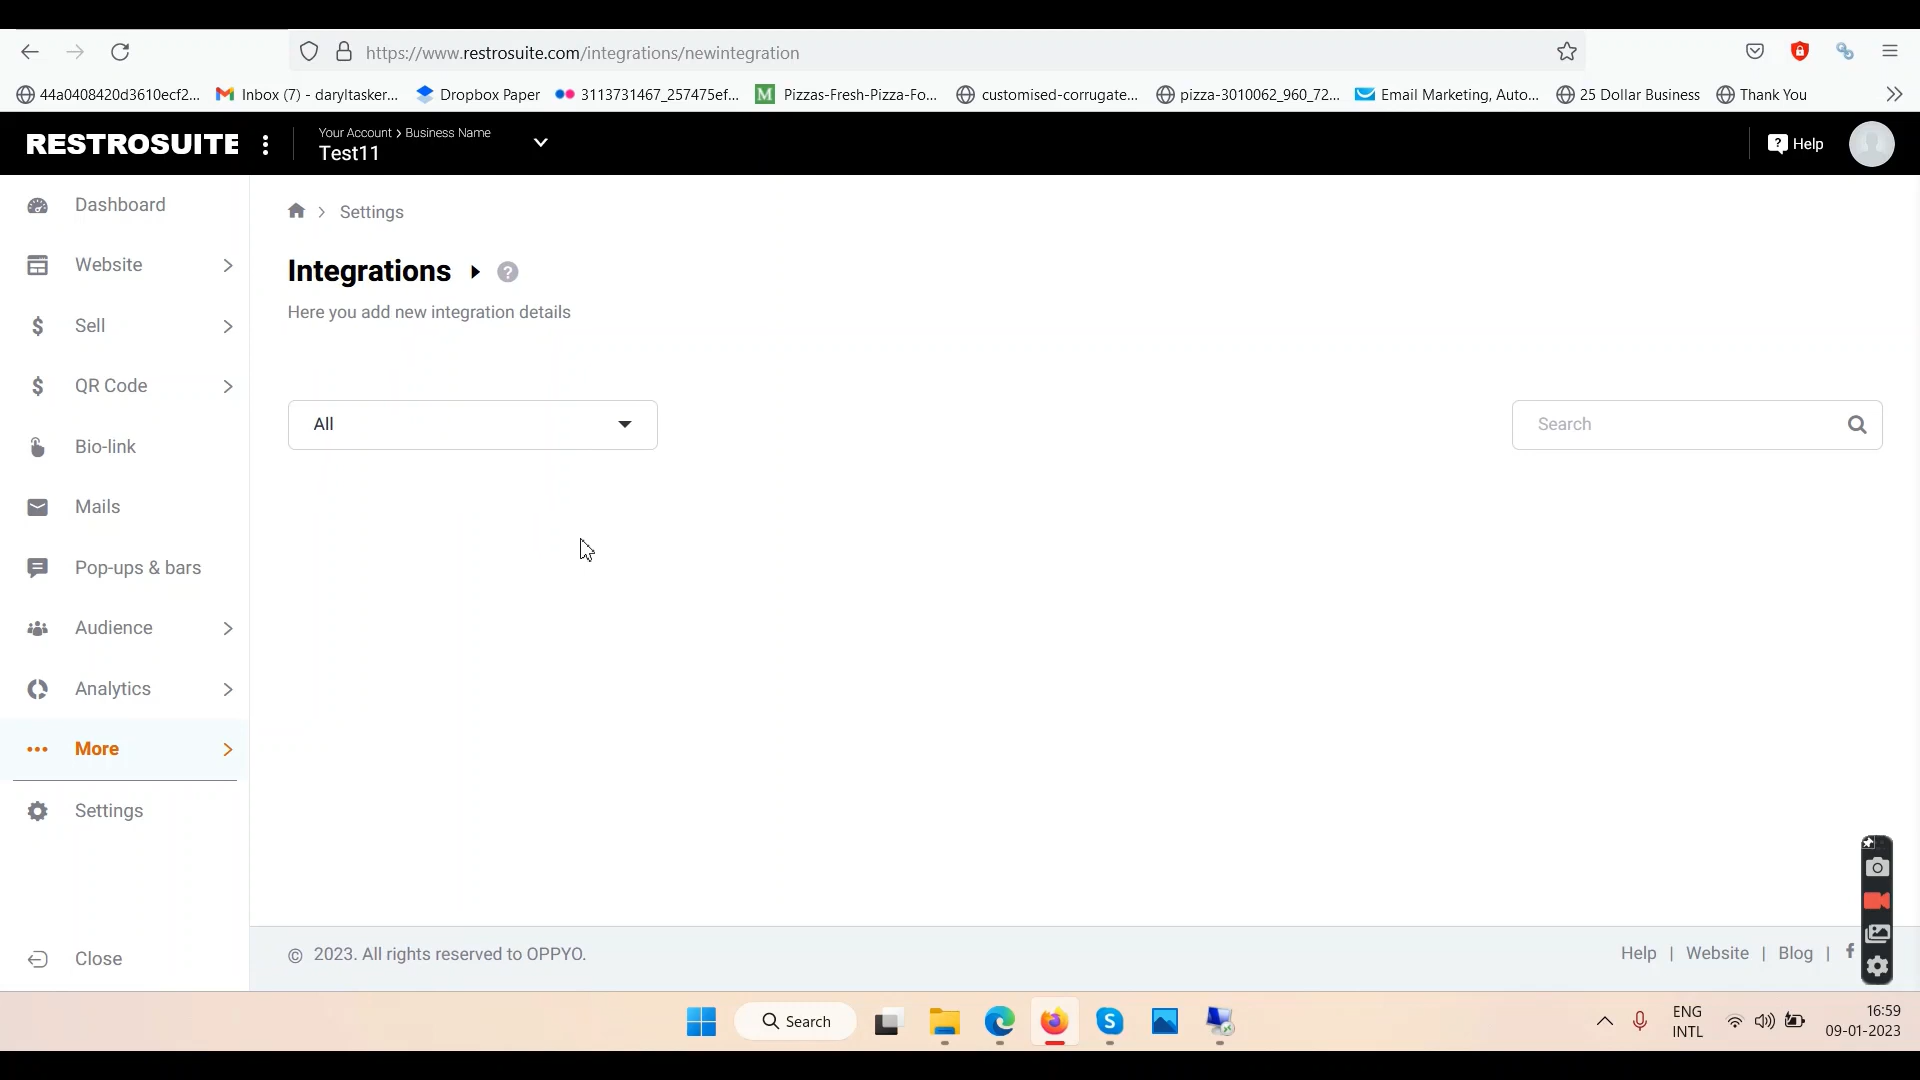 https://www.restrosuite.com/integrations/newintegration
44a0408420d3610ecf2... Inbox (7) - daryltasker... Dropbox Paper 3113731467_257475ef... M Pizzas-Fresh-Pizza-Fo... customised-corrugate... pizza-3010062_960_72... Email Marketing, Auto... 25 Dollar Business Thank You
RESTROSUITE
Your Account > Business Name
Test11
? Help
Dashboard
Website
$ Sell
$ QR Code
Bio-link
Mails
Pop-ups & bars
Audience
Analytics
More
Settings
Close
> Settings
Integrations ?
Here you add new integration details
All
Search
© 2023. All rights reserved to OPPYO.
Help | Website | Blog | f
Search
S
ENG
INTL
16:59
09-01-2023